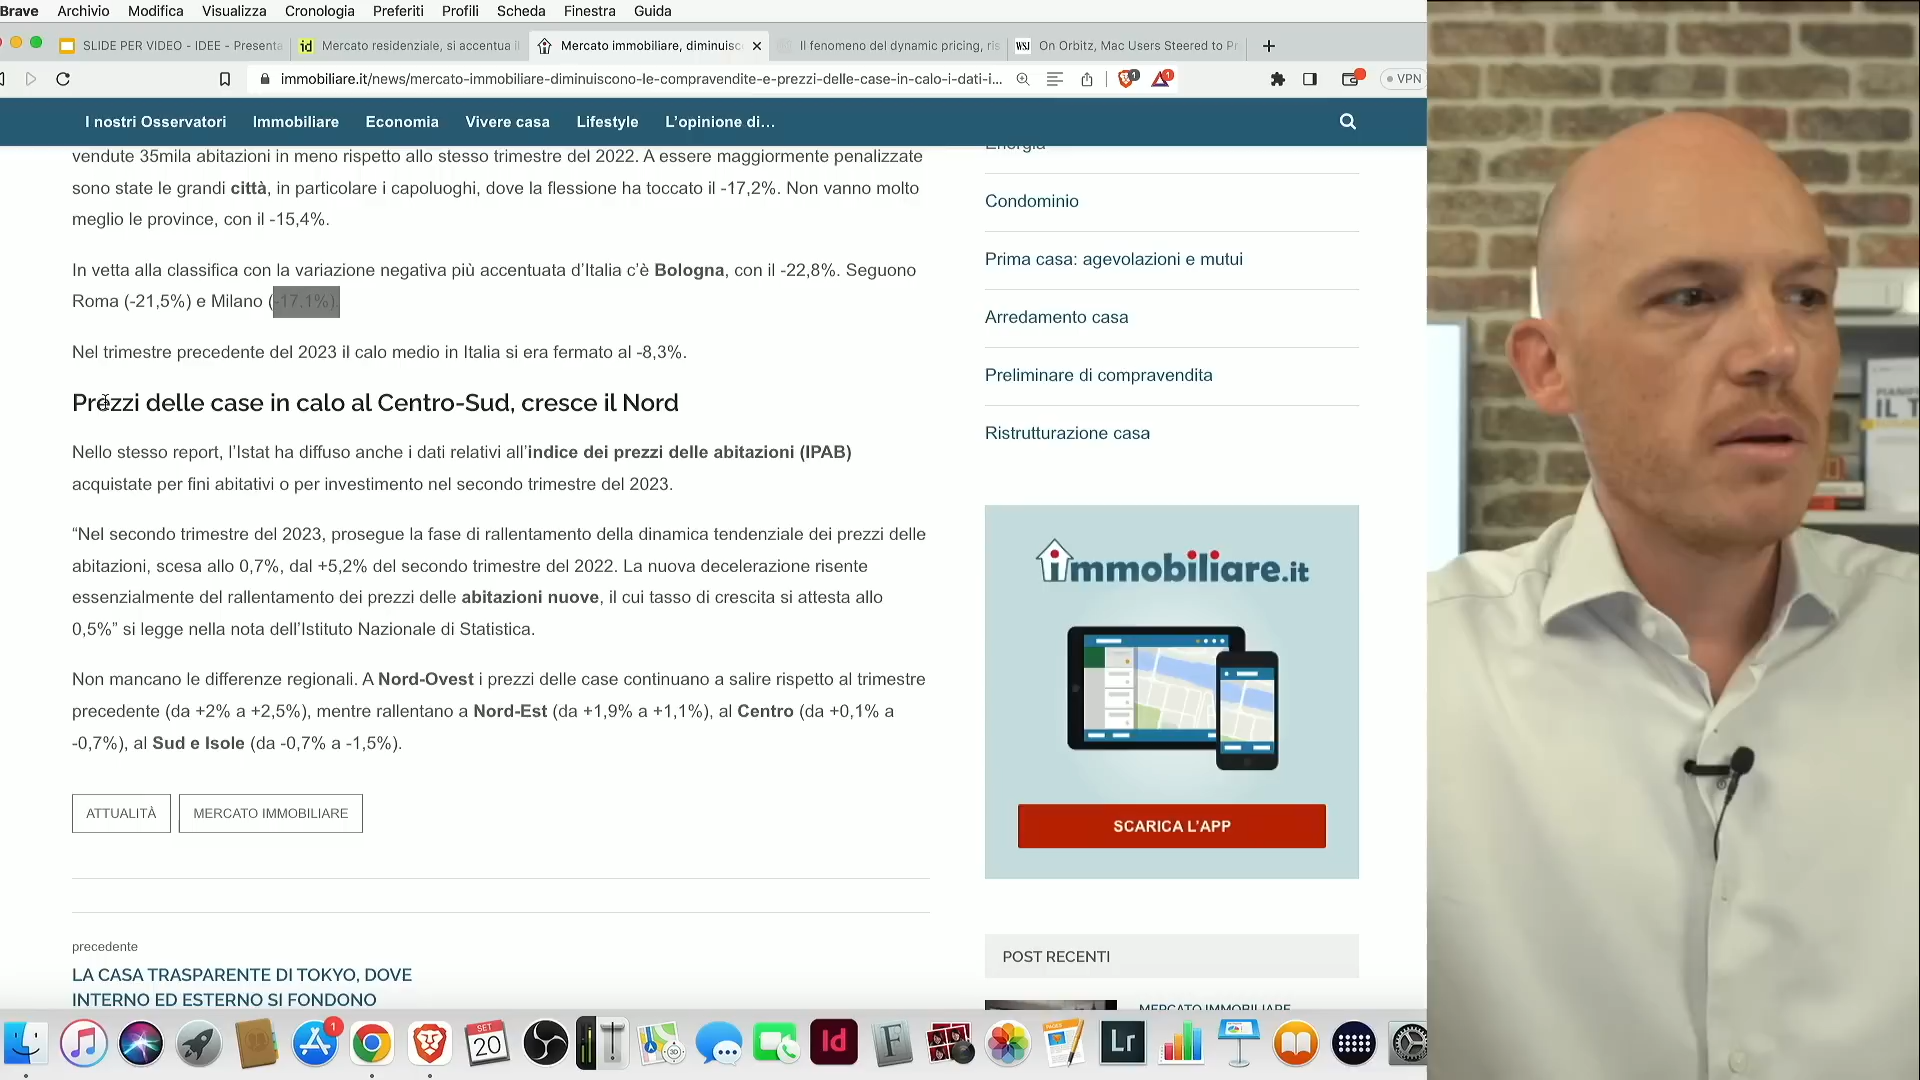 Brave Archivio Modifica Visualizza Cronologia Preferiti Profili Scheda Finestra Guida
SLIDE PER VIDEO - IDEE - Presenta
id Mercato residenziale, si accentua i
Mercato immobiliare, diminuisc
Il fenomeno del dynamic pricing, ris
WSJ On Orbitz, Mac Users Steered to Pr
immobiliare.it/news/mercato-immobiliare-diminuiscono-le-compravendite-e-prezzi-delle-case-in-calo-i-dati-i...
1 1 VPN
I nostri Osservatori Immobiliare Economia Vivere casa Lifestyle L'opinione di...
vendute 35mila abitazioni in meno rispetto allo stesso trimestre del 2022. A essere maggiormente penalizzate
sono state le grandi città, in particolare i capoluoghi, dove la flessione ha toccato il -17,2%. Non vanno molto
meglio le province, con il -15,4%.
In vetta alla classifica con la variazione negativa più accentuata d'Italia c'è Bologna, con il -22,8%. Seguono
Roma (-21,5%) e Milano (-17,1%).
Nel trimestre precedente del 2023 il calo medio in Italia si era fermato al -8,3%.
Prezzi delle case in calo al Centro-Sud, cresce il Nord
Nello stesso report, l'Istat ha diffuso anche i dati relativi all'indice dei prezzi delle abitazioni (IPAB)
acquistate per fini abitativi o per investimento nel secondo trimestre del 2023.
“Nel secondo trimestre del 2023, prosegue la fase di rallentamento della dinamica tendenziale dei prezzi delle
abitazioni, scesa allo 0,7%, dal +5,2% del secondo trimestre del 2022. La nuova decelerazione risente
essenzialmente del rallentamento dei prezzi delle abitazioni nuove, il cui tasso di crescita si attesta allo
0,5%” si legge nella nota dell'Istituto Nazionale di Statistica.
Non mancano le differenze regionali. A Nord-Ovest i prezzi delle case continuano a salire rispetto al trimestre
precedente (da +2% a +2,5%), mentre rallentano a Nord-Est (da +1,9% a +1,1%), al Centro (da +0,1% a
-0,7%), al Sud e Isole (da -0,7% a -1,5%).
ATTUALITÀ MERCATO IMMOBILIARE
precedente
LA CASA TRASPARENTE DI TOKYO, DOVE
INTERNO ED ESTERNO SI FONDONO
Energia
Condominio
Prima casa: agevolazioni e mutui
Arredamento casa
Preliminare di compravendita
Ristrutturazione casa
immobiliare.it
SCARICA L'APP
POST RECENTI
MERCATO IMMOBILIARE
1
SET
20
Id
F
PAGES
Lr
IL T